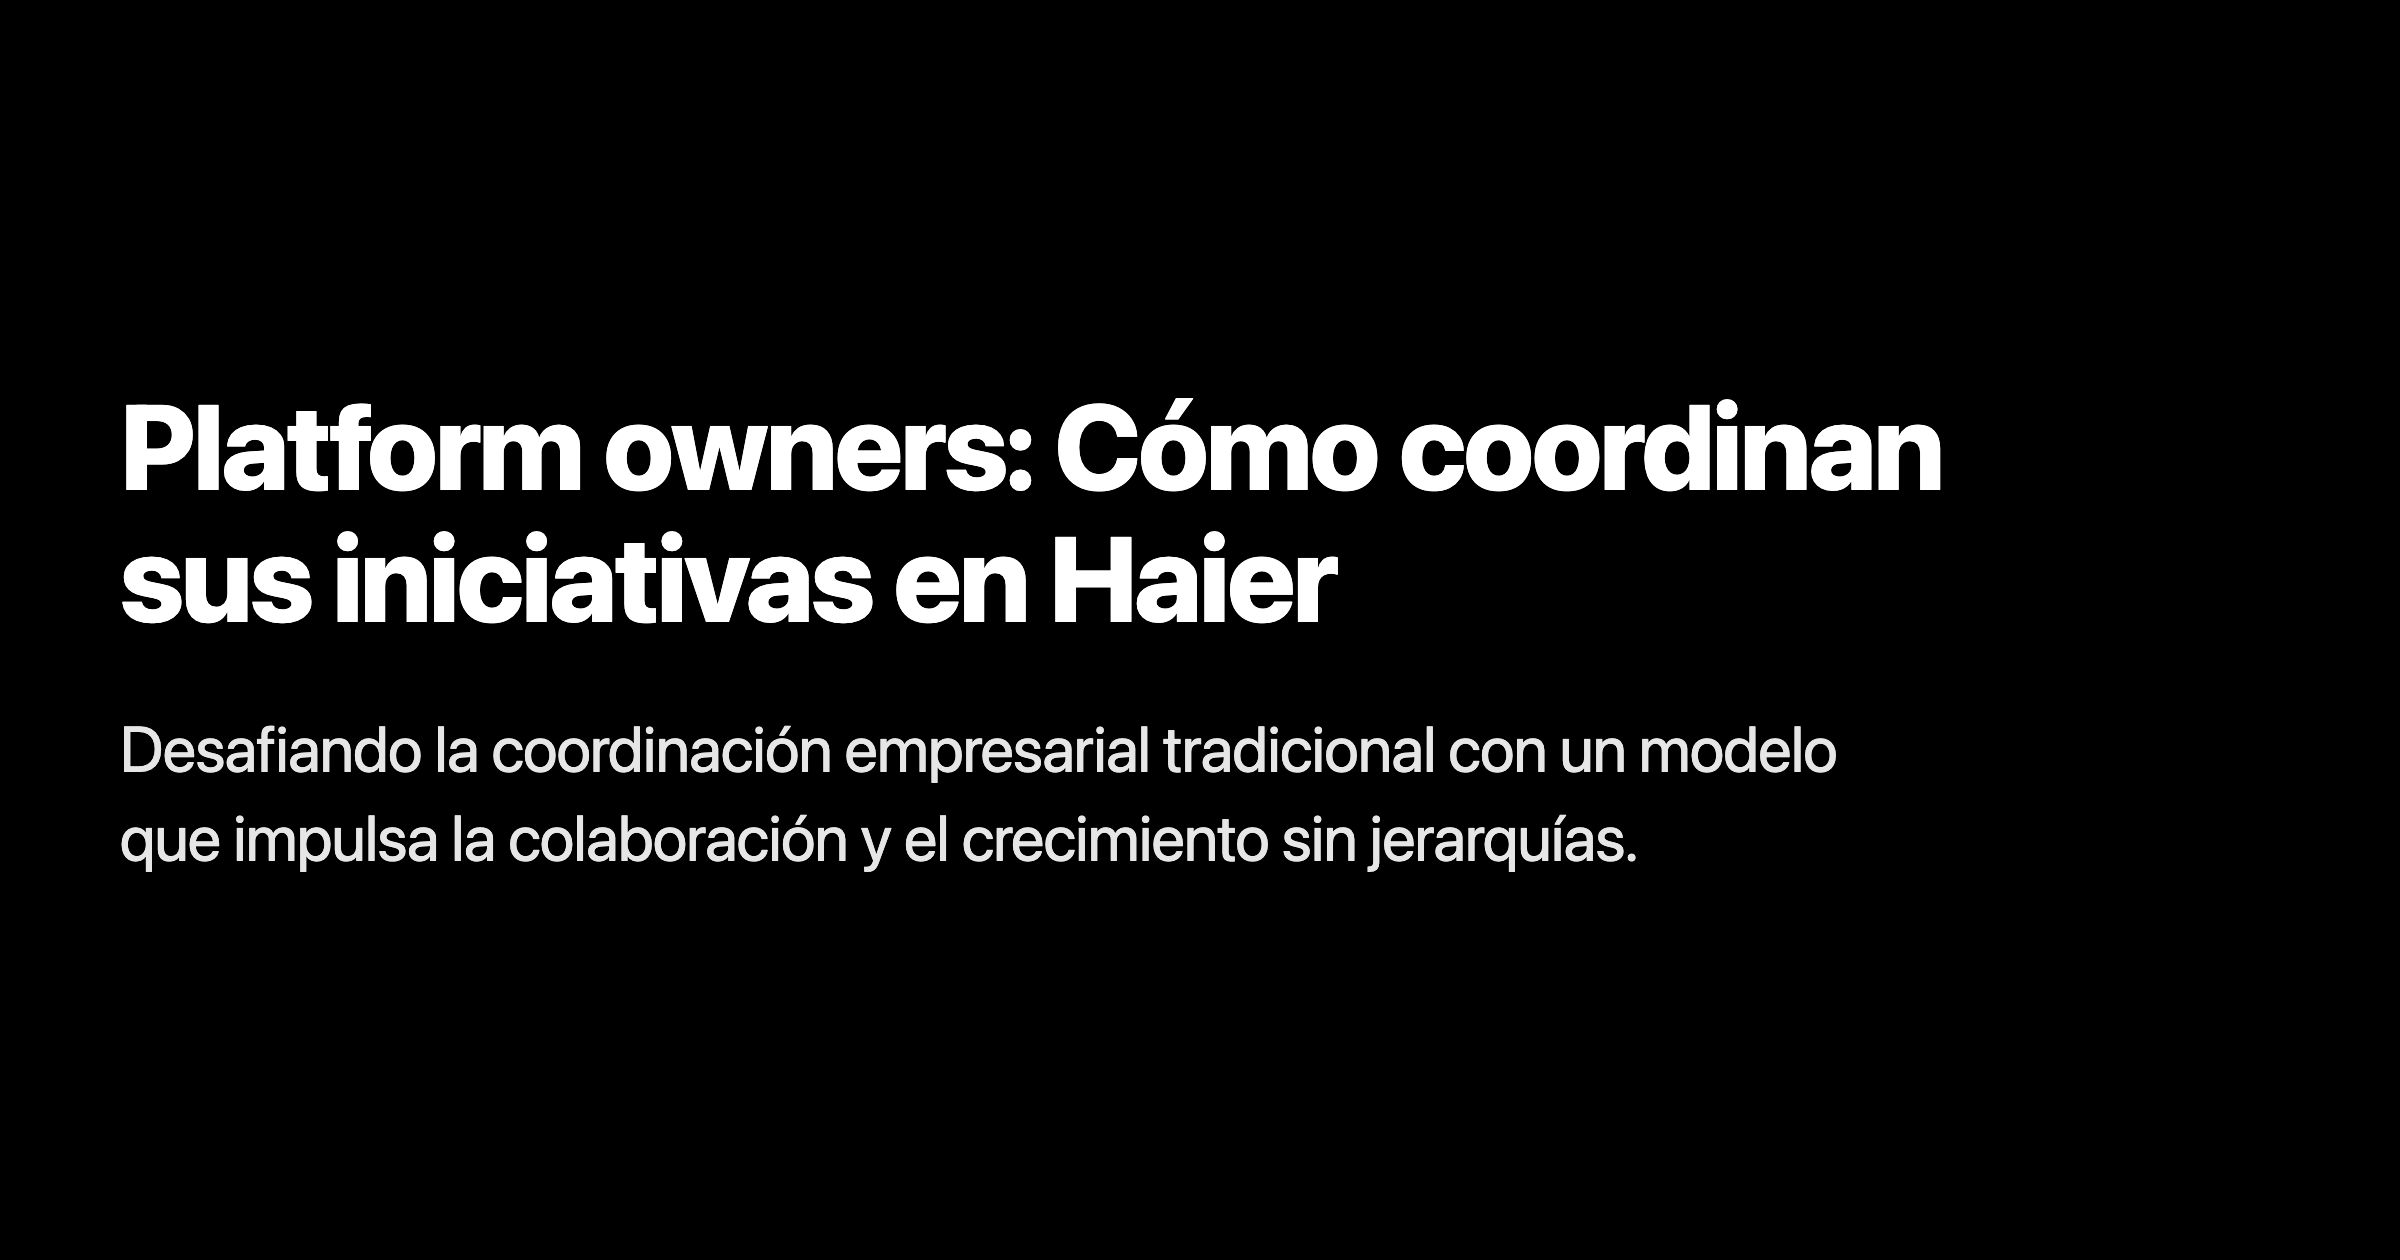 Platform owners: Cómo coordinan
sus iniciativas en Haier
Desafiando la coordinación empresarial tradicional con un modelo
que impulsa la colaboración y el crecimiento sin jerarquías.